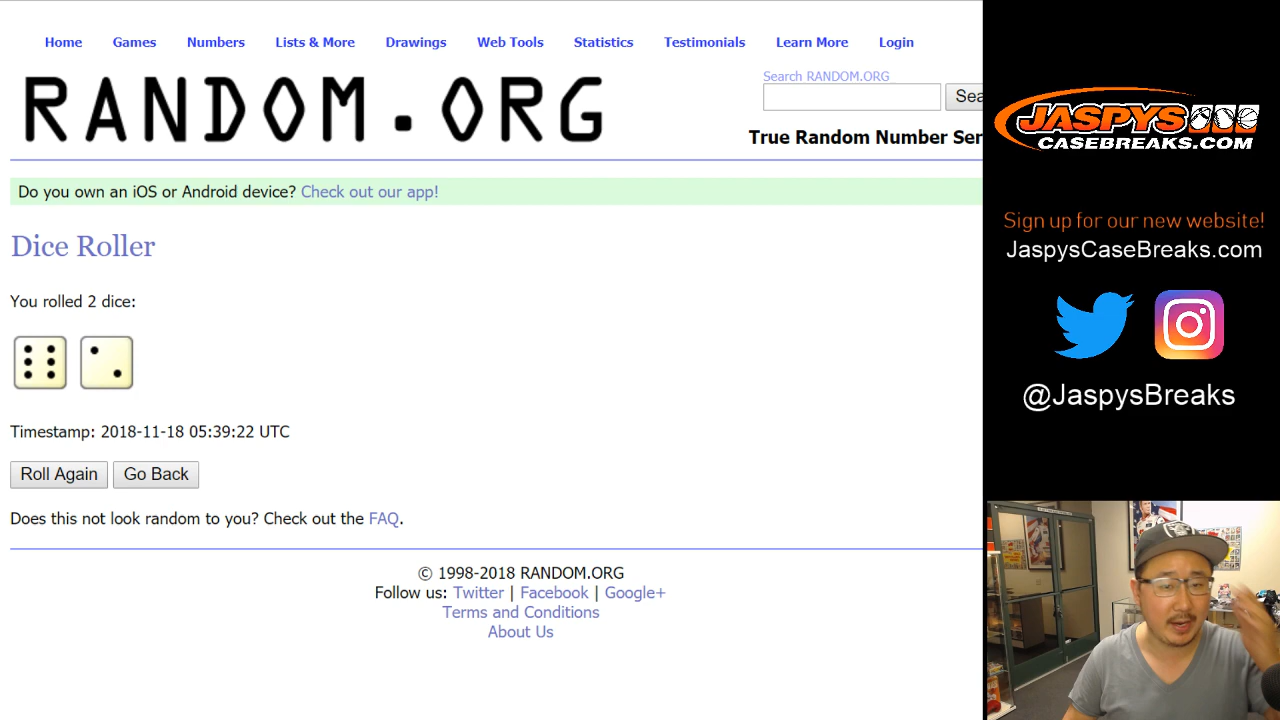 Home Games Numbers Lists & More Drawings Web Tools Statistics Testimonials Learn More Login
RANDOM.ORG
Search RANDOM.ORG
Sea
True Random Number Ser
Do you own an iOS or Android device? Check out our app!
Dice Roller
You rolled 2 dice:
Timestamp: 2018-11-18 05:39:22 UTC
Roll Again Go Back
Does this not look random to you? Check out the FAQ.
© 1998-2018 RANDOM.ORG
Follow us: Twitter | Facebook | Google+
Terms and Conditions
About Us
JASPYS
CASEBREAKS.COM
Sign up for our new website!
JaspysCaseBreaks.com
@JaspysBreaks